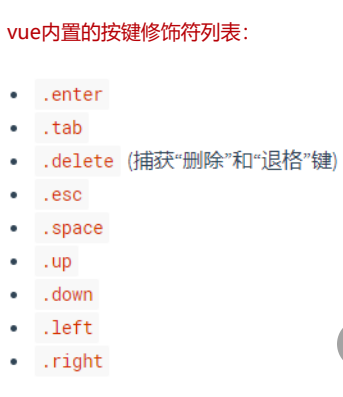 vue内置的按键修饰符列表：
.enter
.tab
.delete (捕获“删除”和“退格”键)
.esc
.space
.up
.down
.left
.right